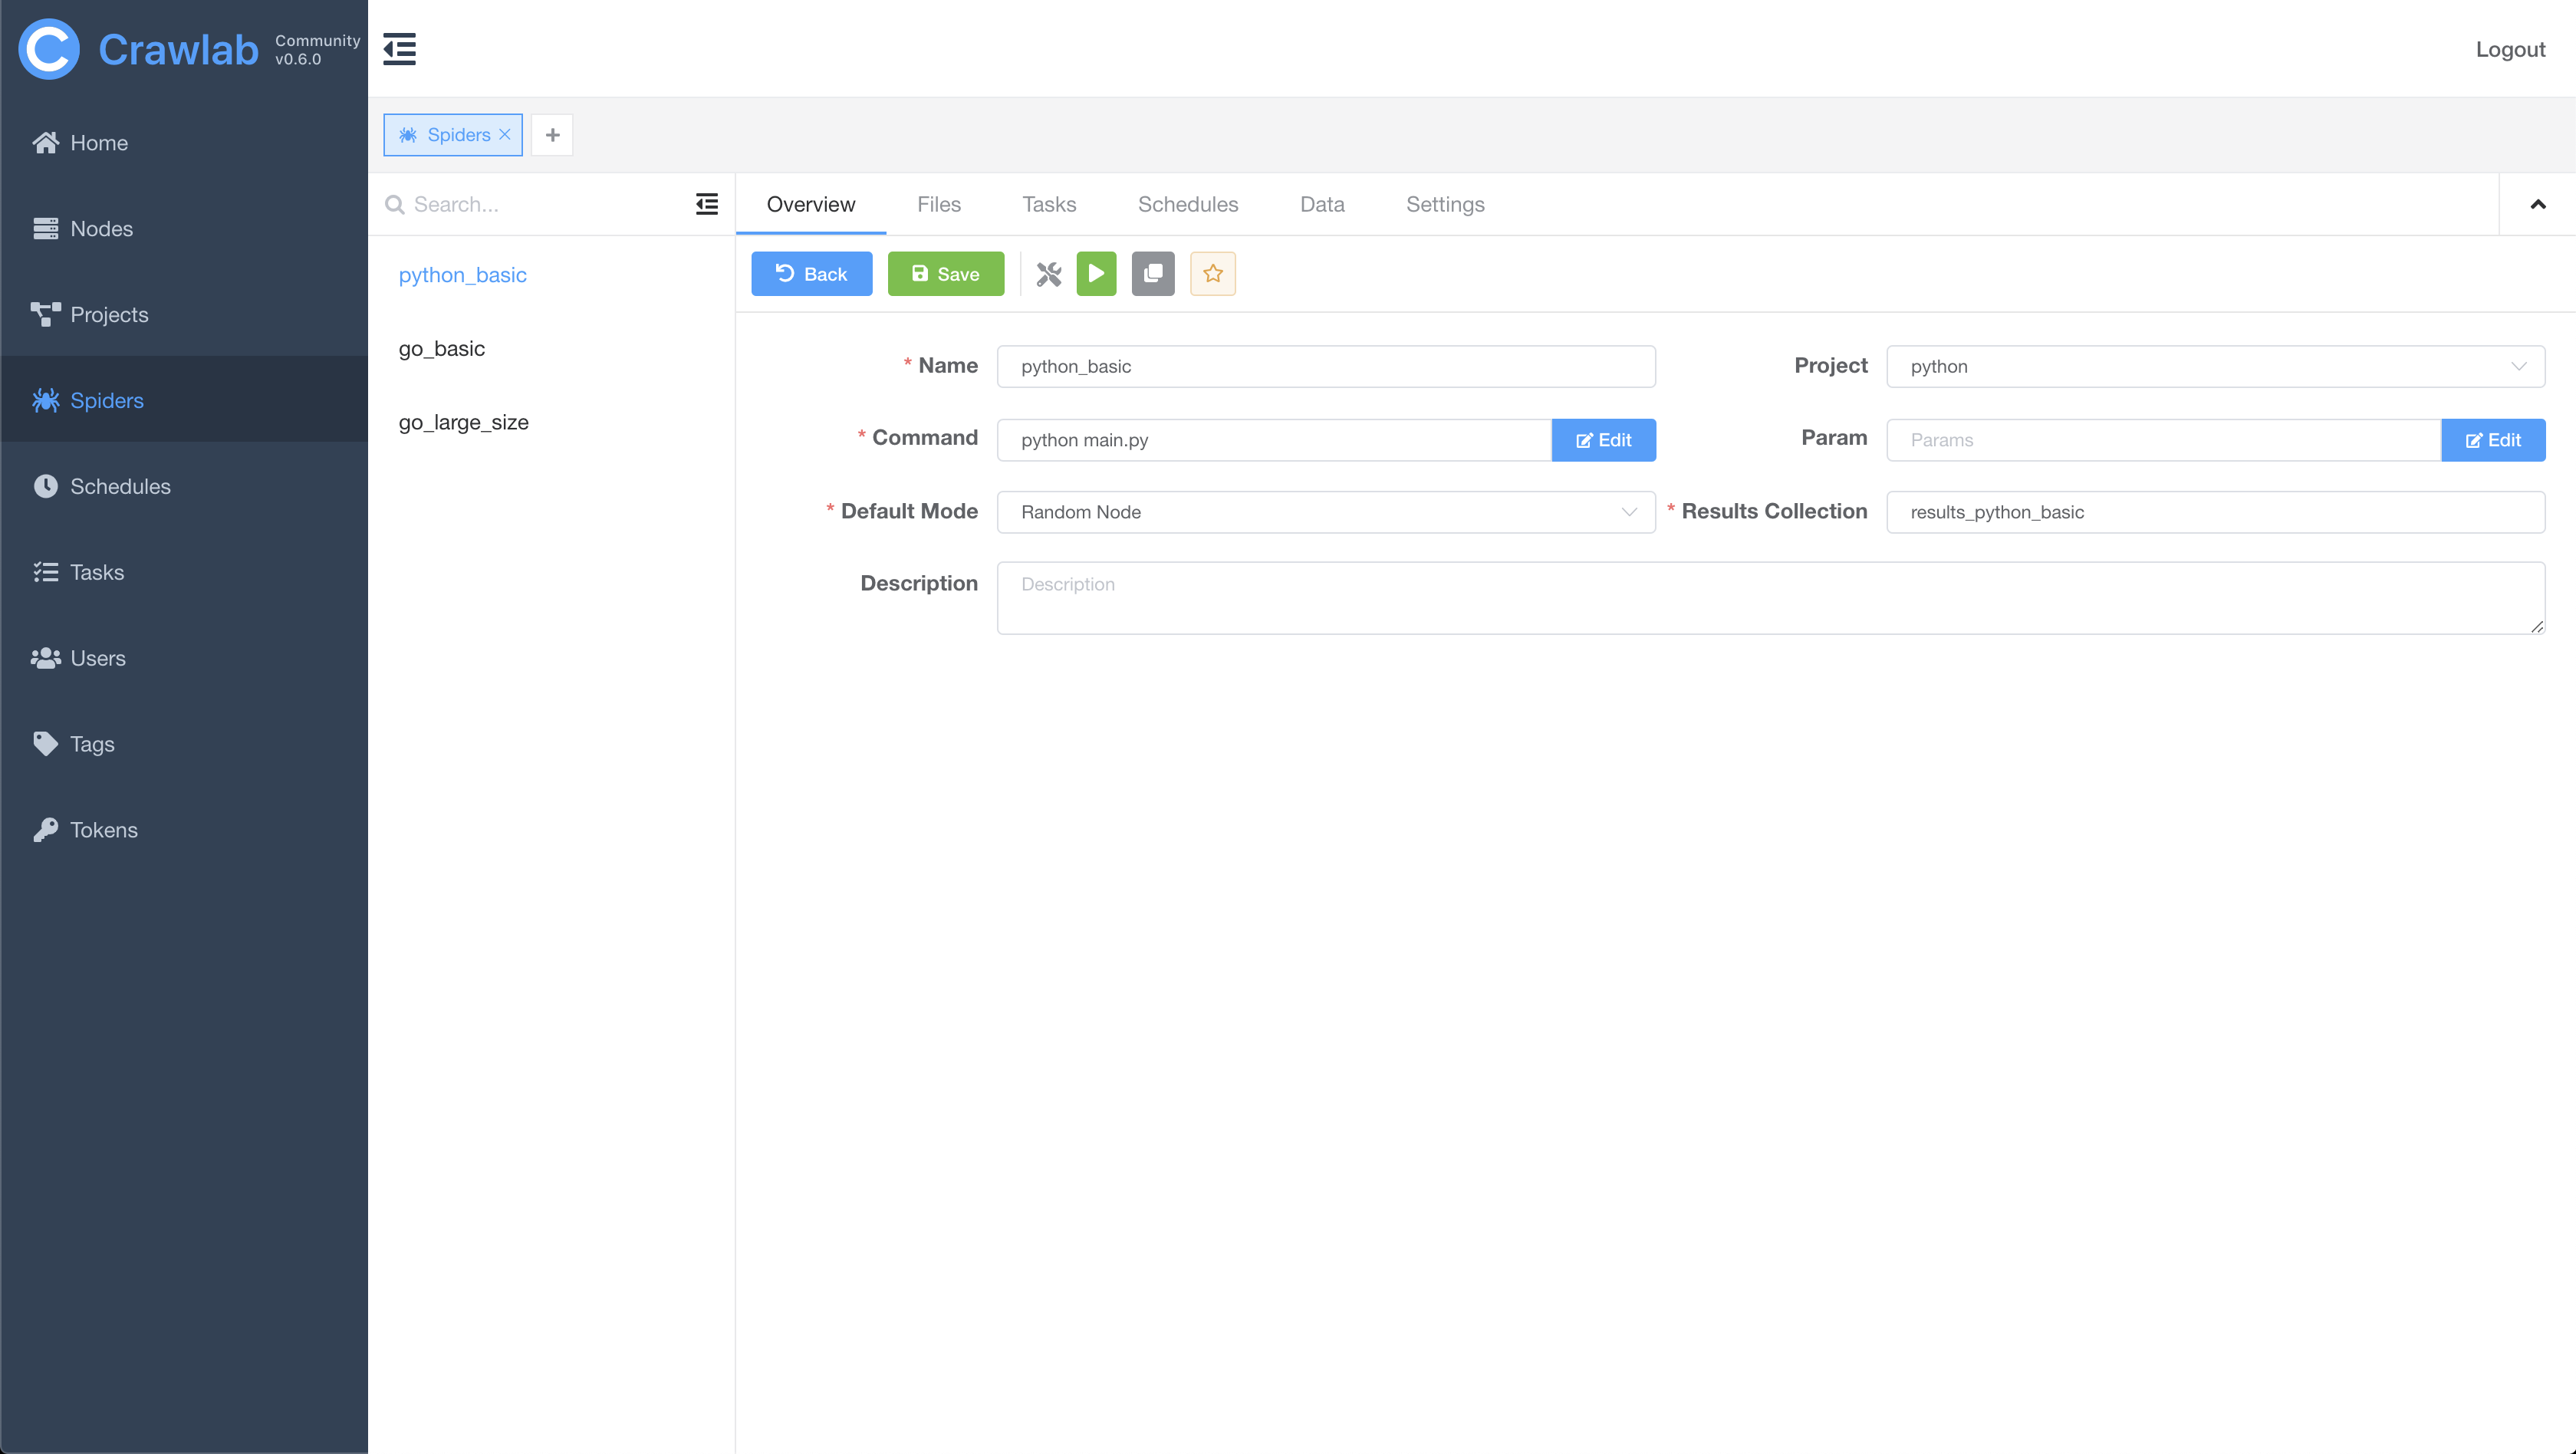 Crawlab
Community
v0.6.0
Logout
Home
Nodes
Projects
Spiders
Schedules
Tasks
Users
Tags
Tokens
Spiders
Search...
python_basic
go_basic
go_large_size
Overview Files Tasks Schedules Data Settings
Back Save
* Name python_basic Project python
* Command python main.py Edit Param Params Edit
* Default Mode Random Node * Results Collection results_python_basic
Description Description